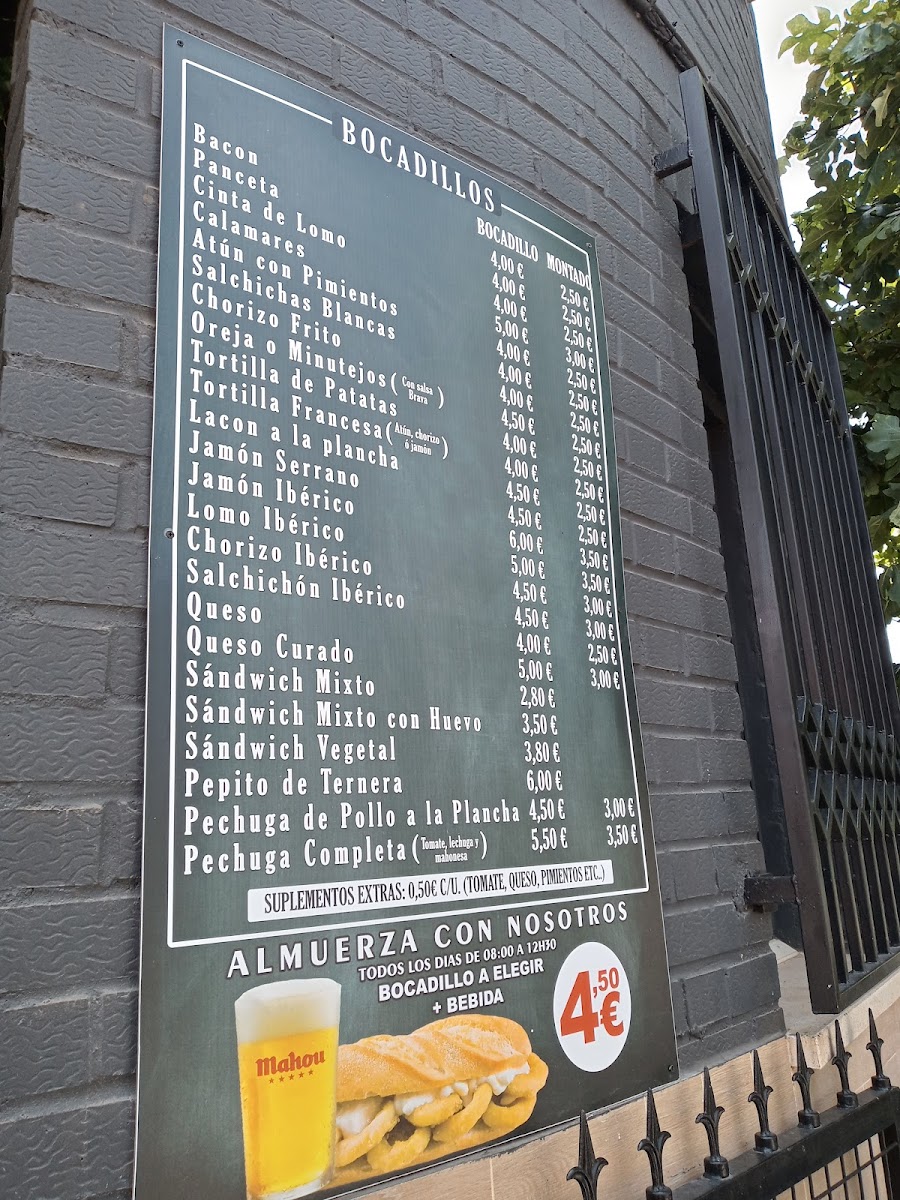 BOCADILLOS
BOCADILLO MONTADO
Bacon 4,00 € 2,50 €
Panceta 4,00 € 2,50 €
Cinta de Lomo 4,00 € 2,50 €
Calamares 5,00 € 3,00 €
Atún con Pimientos 4,00 € 2,50 €
Salchichas Blancas 4,00 € 2,50 €
Chorizo Frito 4,00 € 2,50 €
Oreja o Minutejos (Con salsa Brava) 4,50 € 2,50 €
Tortilla de Patatas 4,00 € 2,50 €
Tortilla Francesa (Atún, chorizo ó jamón) 4,00 € 2,50 €
Lacon a la plancha 4,50 € 2,50 €
Jamón Serrano 4,50 € 2,50 €
Jamón Ibérico 6,00 € 3,50 €
Lomo Ibérico 5,00 € 3,50 €
Chorizo Ibérico 4,50 € 3,00 €
Salchichón Ibérico 4,50 € 3,00 €
Queso 4,00 € 2,50 €
Queso Curado 5,00 € 3,00 €
Sándwich Mixto 2,80 €
Sándwich Mixto con Huevo 3,50 €
Sándwich Vegetal 3,80 €
Pepito de Ternera 6,00 €
Pechuga de Pollo a la Plancha 4,50 € 3,00 €
Pechuga Completa (Tomate, lechuga y mahonesa) 5,50 € 3,50 €
SUPLEMENTOS EXTRAS: 0,50€ C/U. (TOMATE, QUESO, PIMIENTOS ETC..)
ALMUERZA CON NOSOTROS
TODOS LOS DIAS DE 08:00 A 12H30
BOCADILLO A ELEGIR
+ BEBIDA
4,50 €
Mahou